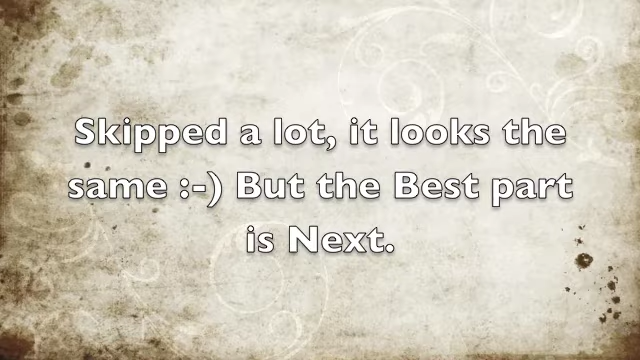 Skipped a lot, it looks the
same :-) But the Best part
is Next.